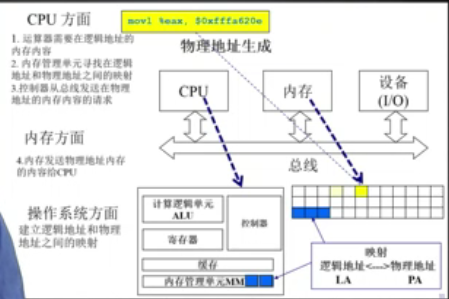 CPU 方面
movl %eax, $0xfffa620e
1. 运算器需要在逻辑地址的
内存内容
2. 内存管理单元寻找在逻辑
地址和物理地址之间的映射
3.控制器从总线发送在物理
地址的内存内容的请求
物理地址生成
CPU
内存
设备
(I/O)
总线
内存方面
4.内存发送物理地址内存
的内容给CPU
操作系统方面
建立逻辑地址和物理
地址之间的映射
计算逻辑单元
ALU
控制器
寄存器
缓存
内存管理单元MM
映射
逻辑地址<--->物理地址
LA PA